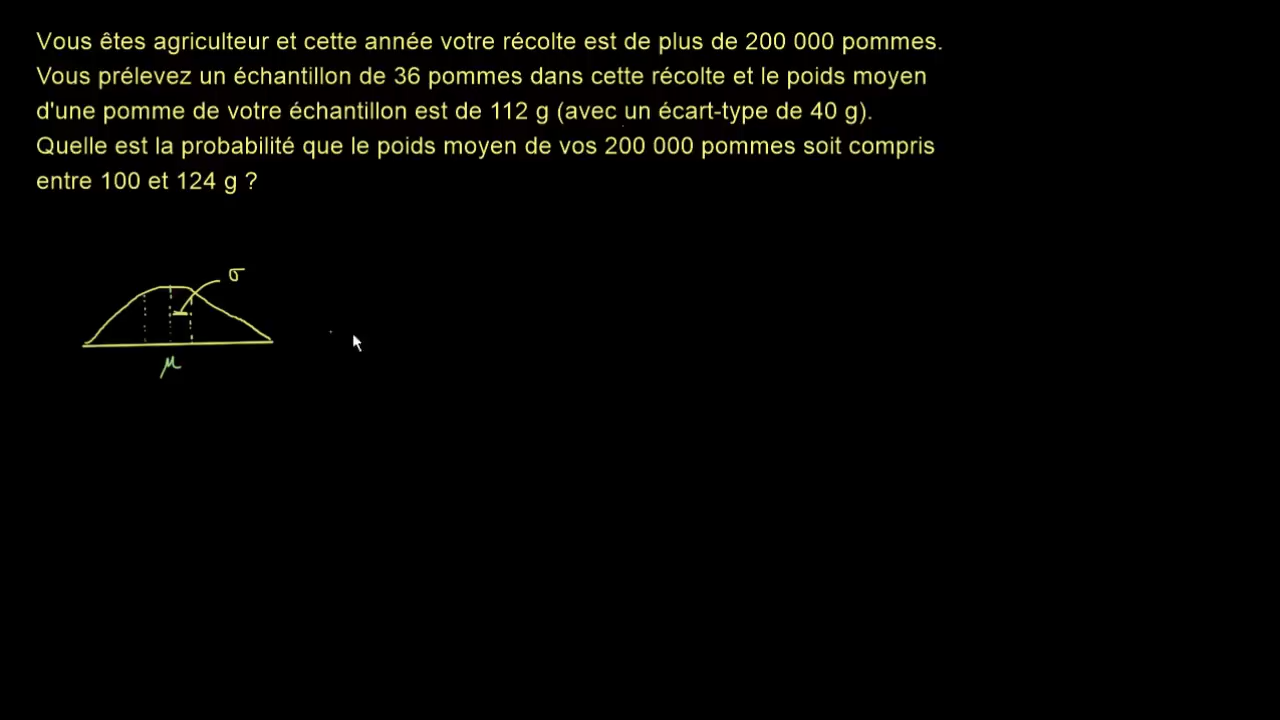 Vous êtes agriculteur et cette année votre récolte est de plus de 200 000 pommes.
Vous prélevez un échantillon de 36 pommes dans cette récolte et le poids moyen
d'une pomme de votre échantillon est de 112 g (avec un écart-type de 40 g).
Quelle est la probabilité que le poids moyen de vos 200 000 pommes soit compris
entre 100 et 124 g ?
σ
μ